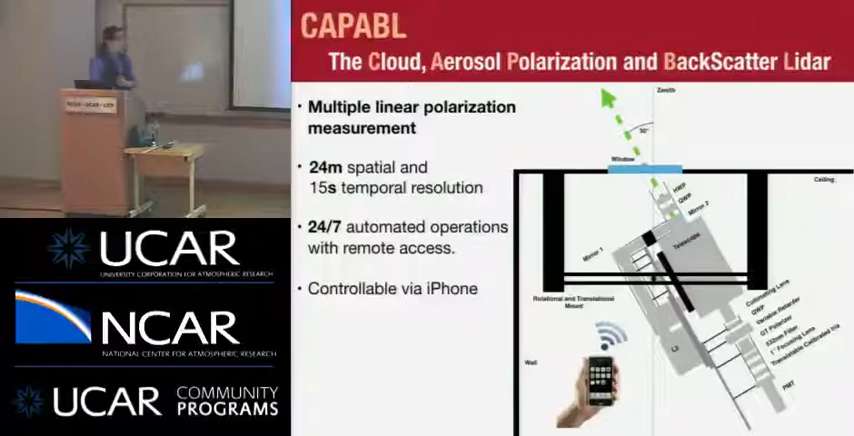 CAPABL
The Cloud, Aerosol Polarization and BackScatter Lidar
• Multiple linear polarization
measurement
• 24m spatial and
15s temporal resolution
• 24/7 automated operations
with remote access.
• Controllable via iPhone
Zenith
30°
Window
Ceiling
HWP
QWP
Mirror 2
Mirror 1
Telescope
Rotational and Translational
Mount
Collimating Lens
QWP
Variable Retarder
GT Polarizer
532nm Filter
1" Focusing Lens
Translatable Calibrated Iris
PMT
Wall
UCAR
UNIVERSITY CORPORATION FOR ATMOSPHERIC RESEARCH
NCAR
NATIONAL CENTER FOR ATMOSPHERIC RESEARCH
UCAR COMMUNITY
PROGRAMS